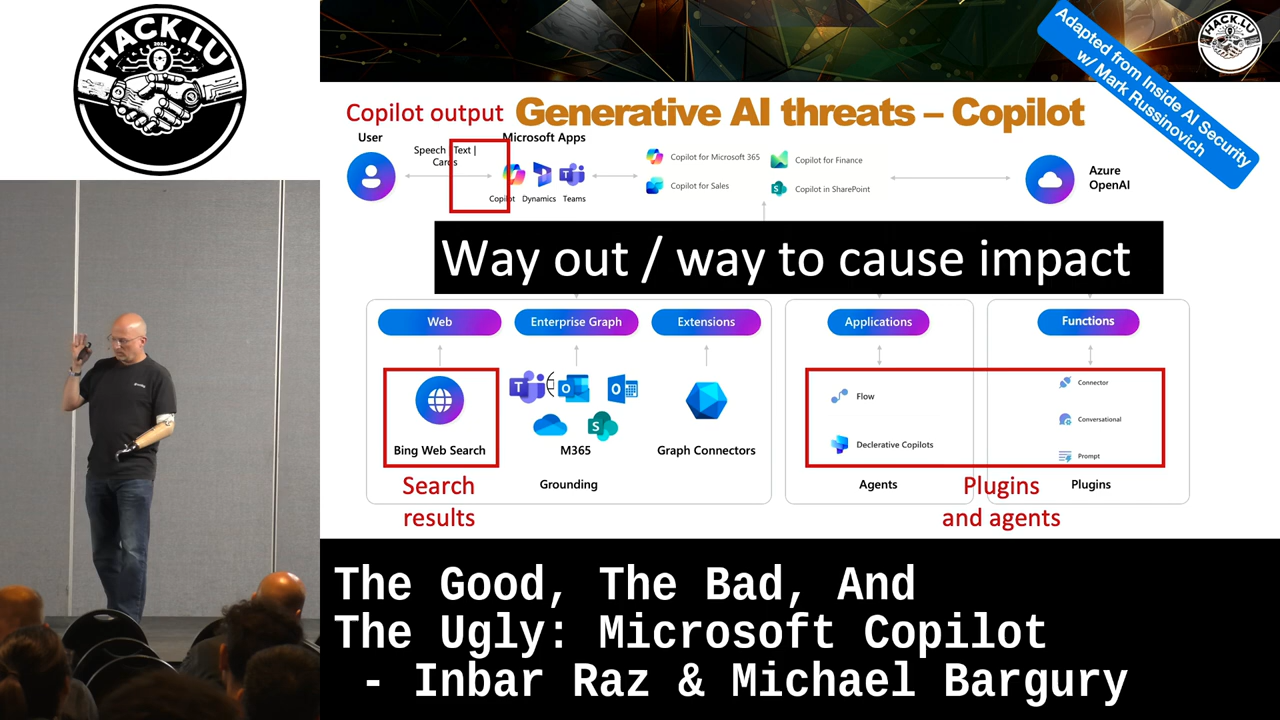 HACK.LU
2024
HACK.LU
Adapted from Inside AI Security
w/ Mark Russinovich
Copilot output
Generative AI threats – Copilot
User
Microsoft Apps
Speech | Text |
Cards
Copilot
Dynamics
Teams
Copilot for Microsoft 365
Copilot for Finance
Copilot for Sales
Copilot in SharePoint
Azure
OpenAI
Way out / way to cause impact
Web
Enterprise Graph
Extensions
Applications
Functions
Bing Web Search
M365
Graph Connectors
Grounding
Flow
Declerative Copilots
Connector
Conversational
Prompt
Agents
Plugins
Search
results
Plugins
and agents
The Good, The Bad, And
The Ugly: Microsoft Copilot
- Inbar Raz & Michael Bargury